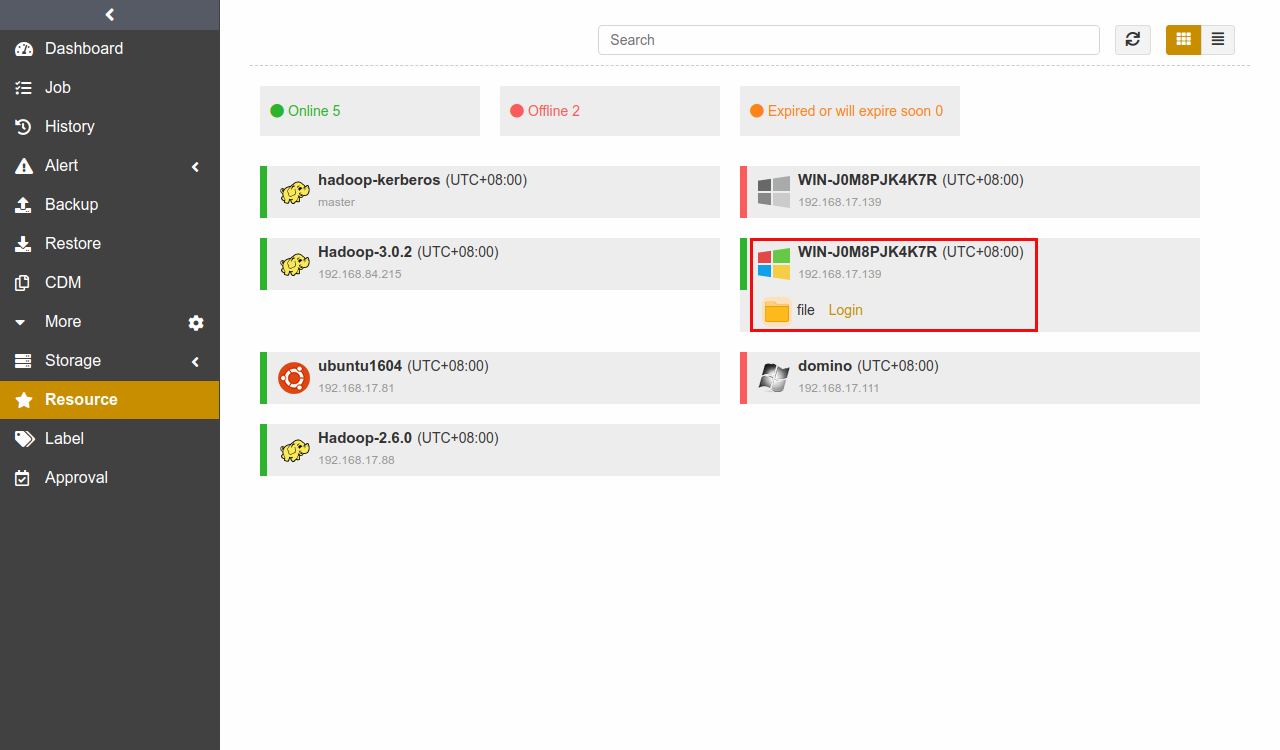 Dashboard
Job
History
Alert
Backup
Restore
CDM
More
Storage
Resource
Label
Approval
Search
Online 5
Offline 2
Expired or will expire soon 0
hadoop-kerberos (UTC+08:00)
master
WIN-J0M8PJK4K7R (UTC+08:00)
192.168.17.139
Hadoop-3.0.2 (UTC+08:00)
192.168.84.215
WIN-J0M8PJK4K7R (UTC+08:00)
192.168.17.139
file Login
ubuntu1604 (UTC+08:00)
192.168.17.81
domino (UTC+08:00)
192.168.17.111
Hadoop-2.6.0 (UTC+08:00)
192.168.17.88